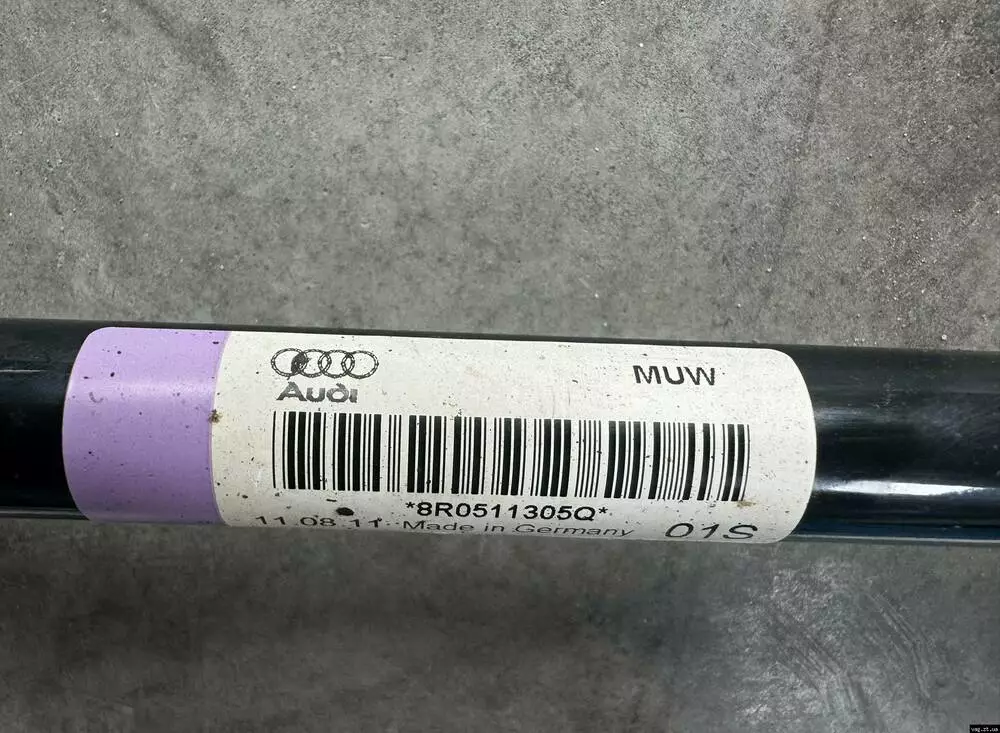 Audi
MUW
*8R0511305Q*
11.08.11 Made in Germany 01S
vag.zt.ua